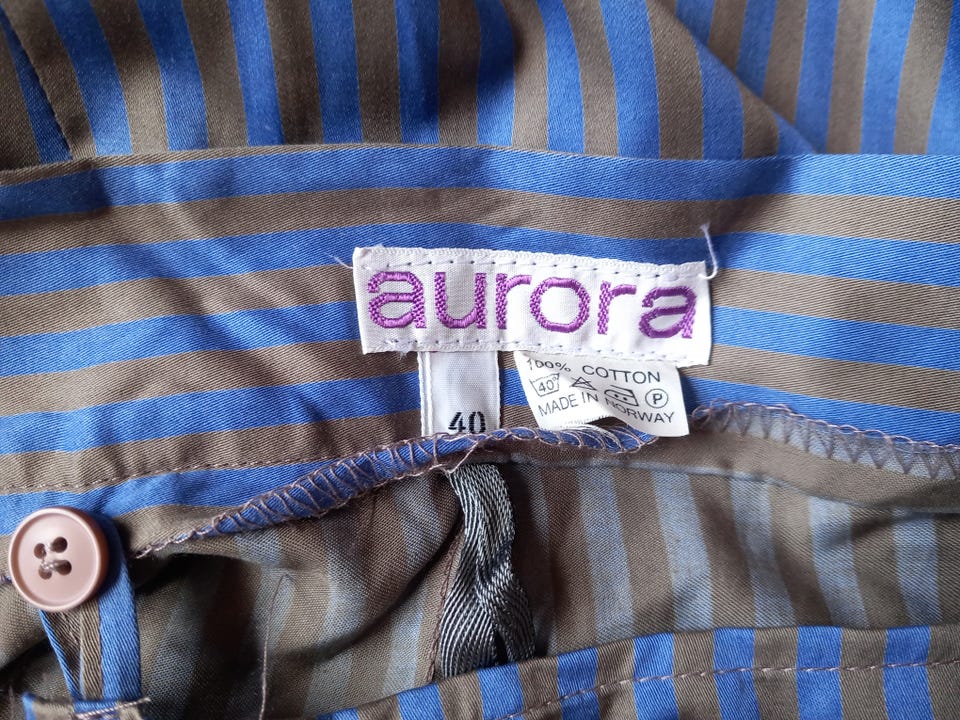 aurora
100% COTTON
40° P
MADE IN NORWAY
40